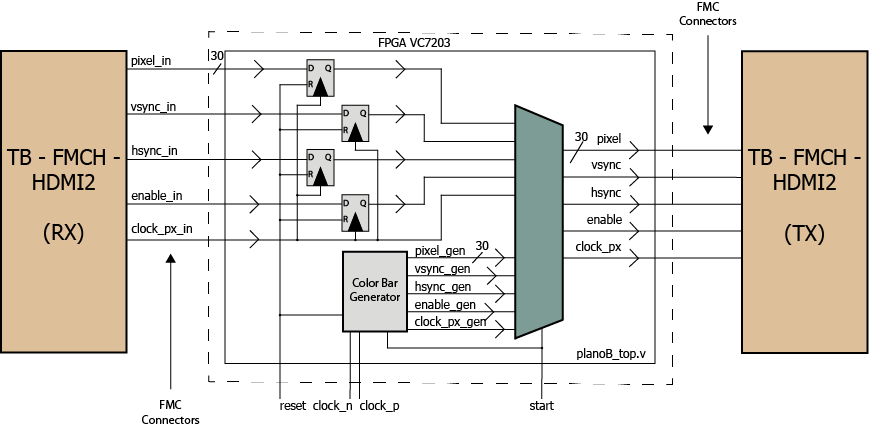 FMC
Connectors
FPGA VC7203
pixel_in
30
D Q
R
vsync_in
D Q
R
hsync_in
D Q
R
enable_in
D Q
R
clock_px_in
TB - FMCH -
HDMI2
(RX)
30
pixel
vsync
hsync
enable
clock_px
TB - FMCH -
HDMI2
(TX)
Color Bar
Generator
pixel_gen
30
vsync_gen
hsync_gen
enable_gen
clock_px_gen
planoB_top.v
FMC
Connectors
reset
clock_n
clock_p
start